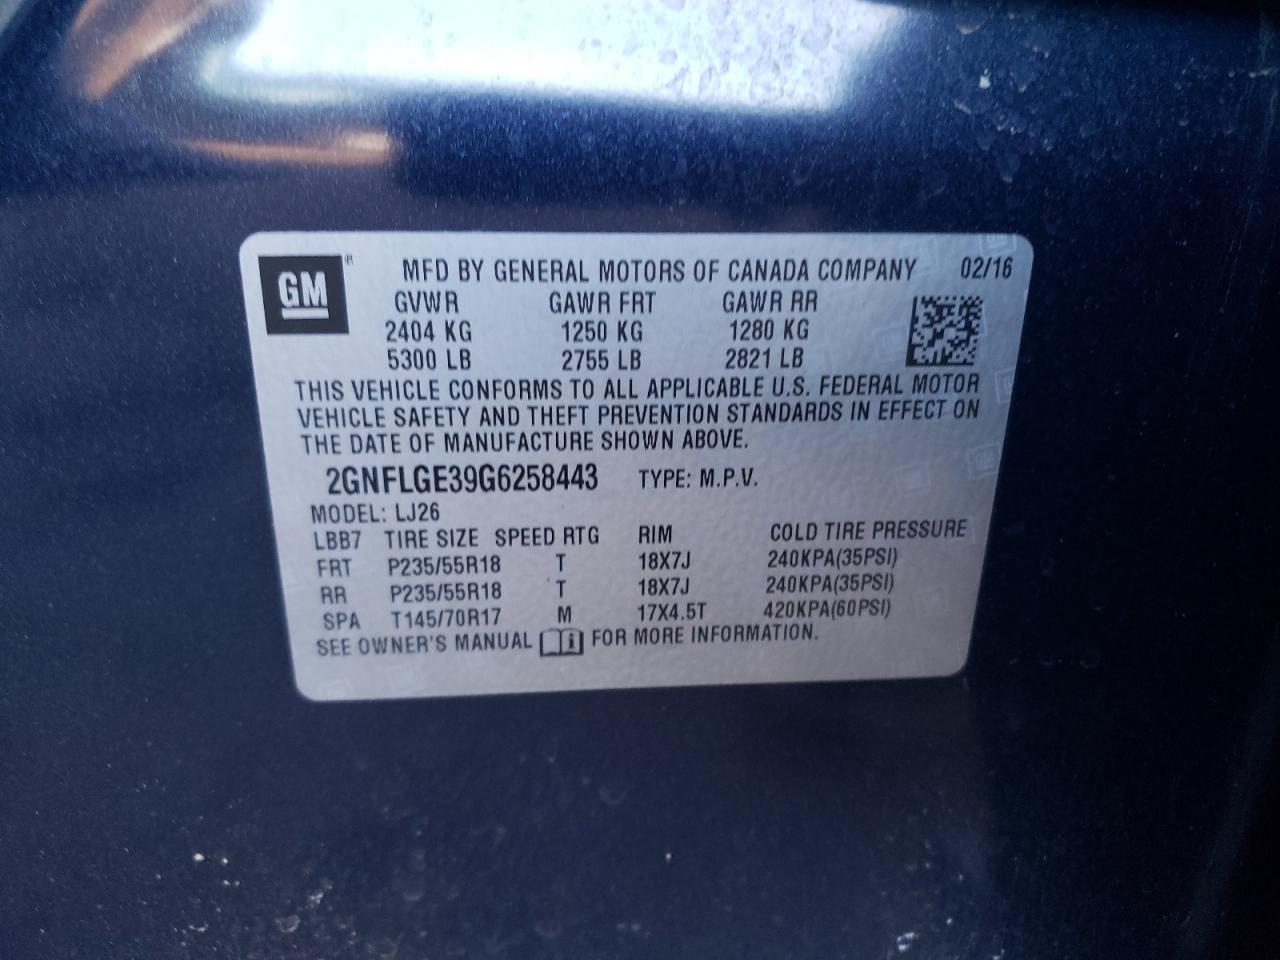 GM
MFD BY GENERAL MOTORS OF CANADA COMPANY 02/16
GVWR GAWR FRT GAWR RR
2404 KG 1250 KG 1280 KG
5300 LB 2755 LB 2821 LB
THIS VEHICLE CONFORMS TO ALL APPLICABLE U.S. FEDERAL MOTOR
VEHICLE SAFETY AND THEFT PREVENTION STANDARDS IN EFFECT ON
THE DATE OF MANUFACTURE SHOWN ABOVE.
2GNFLGE39G6258443 TYPE: M.P.V.
MODEL: LJ26
LBB7 TIRE SIZE SPEED RTG RIM COLD TIRE PRESSURE
FRT P235/55R18 T 18X7J 240KPA(35PSI)
RR P235/55R18 T 18X7J 240KPA(35PSI)
SPA T145/70R17 M 17X4.5T 420KPA(60PSI)
SEE OWNER'S MANUAL FOR MORE INFORMATION.